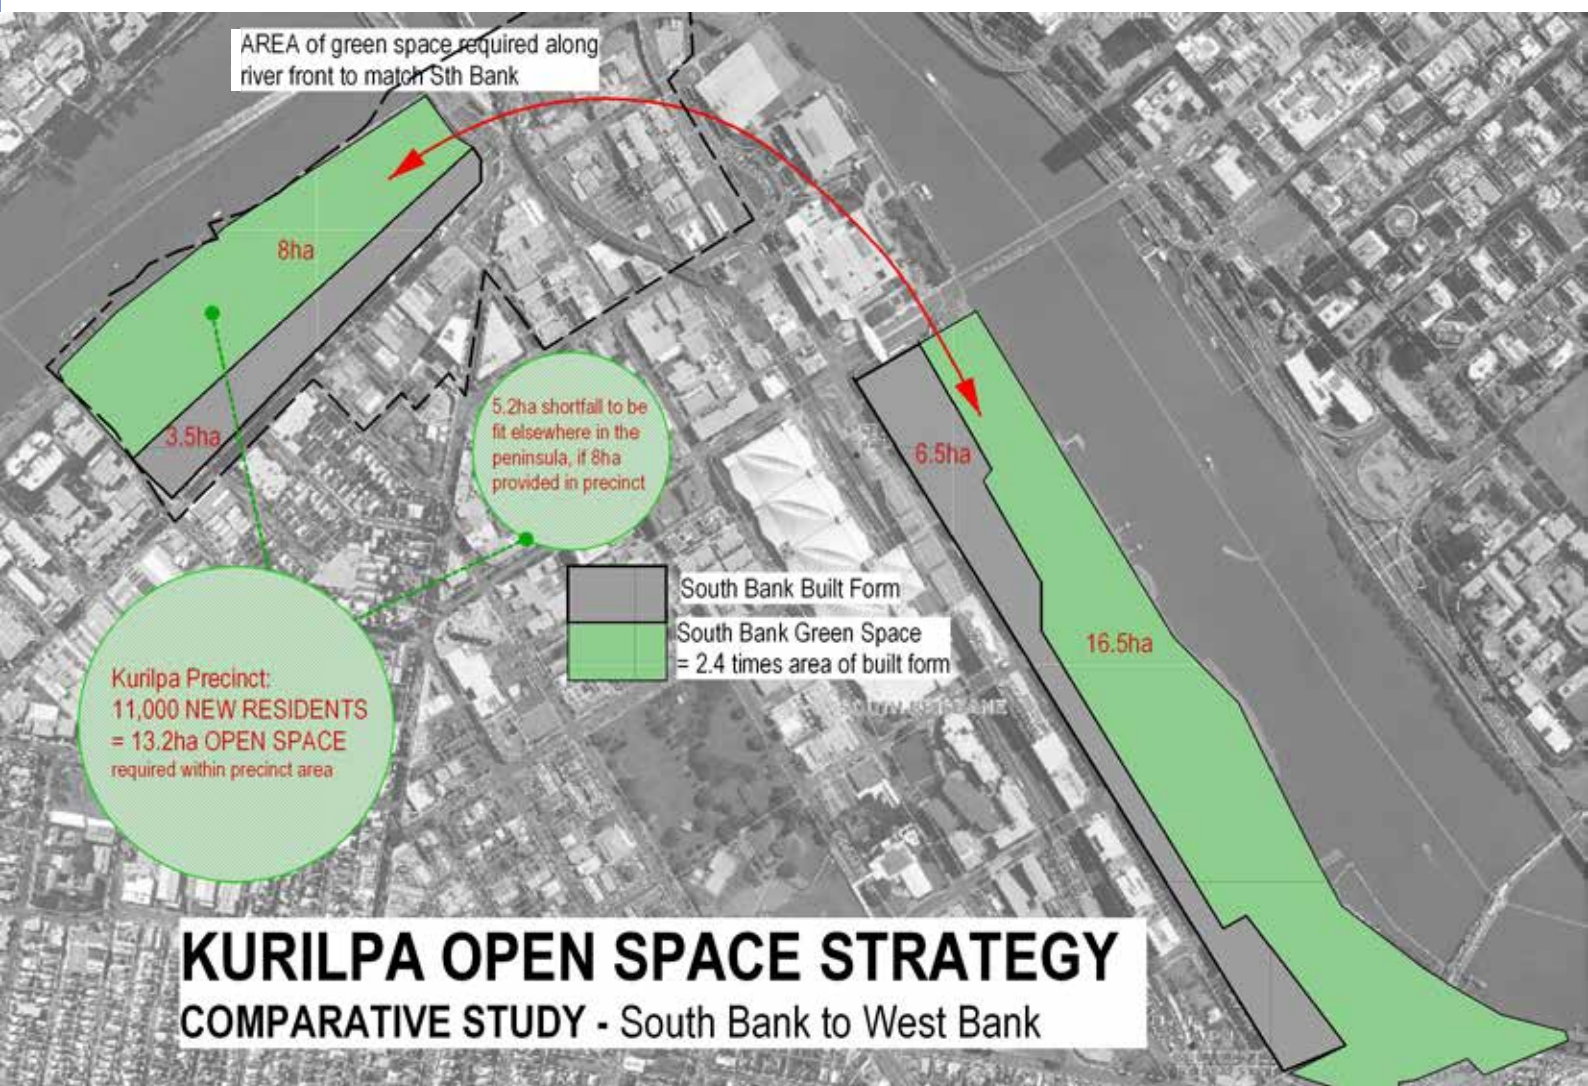 AREA of green space required along
river front to match Sth Bank
8ha
3.5ha
5.2ha shortfall to be
fit elsewhere in the
peninsula, if 8ha
provided in precinct
6.5ha
South Bank Built Form
South Bank Green Space
= 2.4 times area of built form
16.5ha
Kurilpa Precinct:
11,000 NEW RESIDENTS
= 13.2ha OPEN SPACE
required within precinct area
KURILPA OPEN SPACE STRATEGY
COMPARATIVE STUDY - South Bank to West Bank